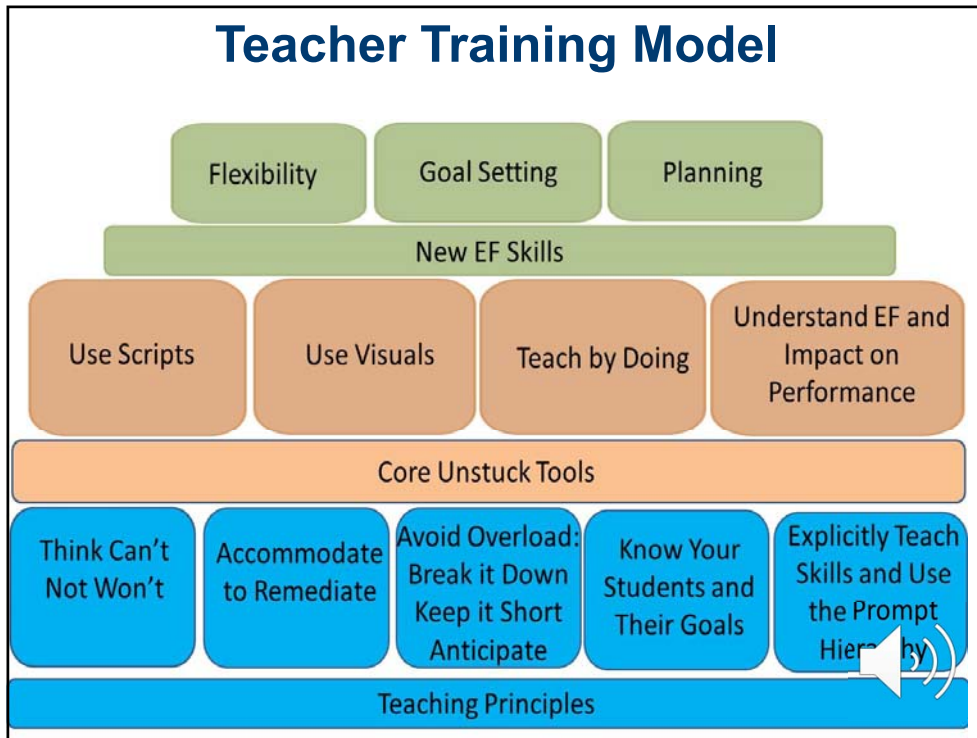 Teacher Training Model
Flexibility
Goal Setting
Planning
New EF Skills
Use Scripts
Use Visuals
Teach by Doing
Understand EF and
Impact on
Performance
Core Unstuck Tools
Think Can't
Not Won't
Accommodate
to Remediate
Avoid Overload:
Break it Down
Keep it Short
Anticipate
Know Your
Students and
Their Goals
Explicitly Teach
Skills and Use
the Prompt
Hierarchy
Teaching Principles